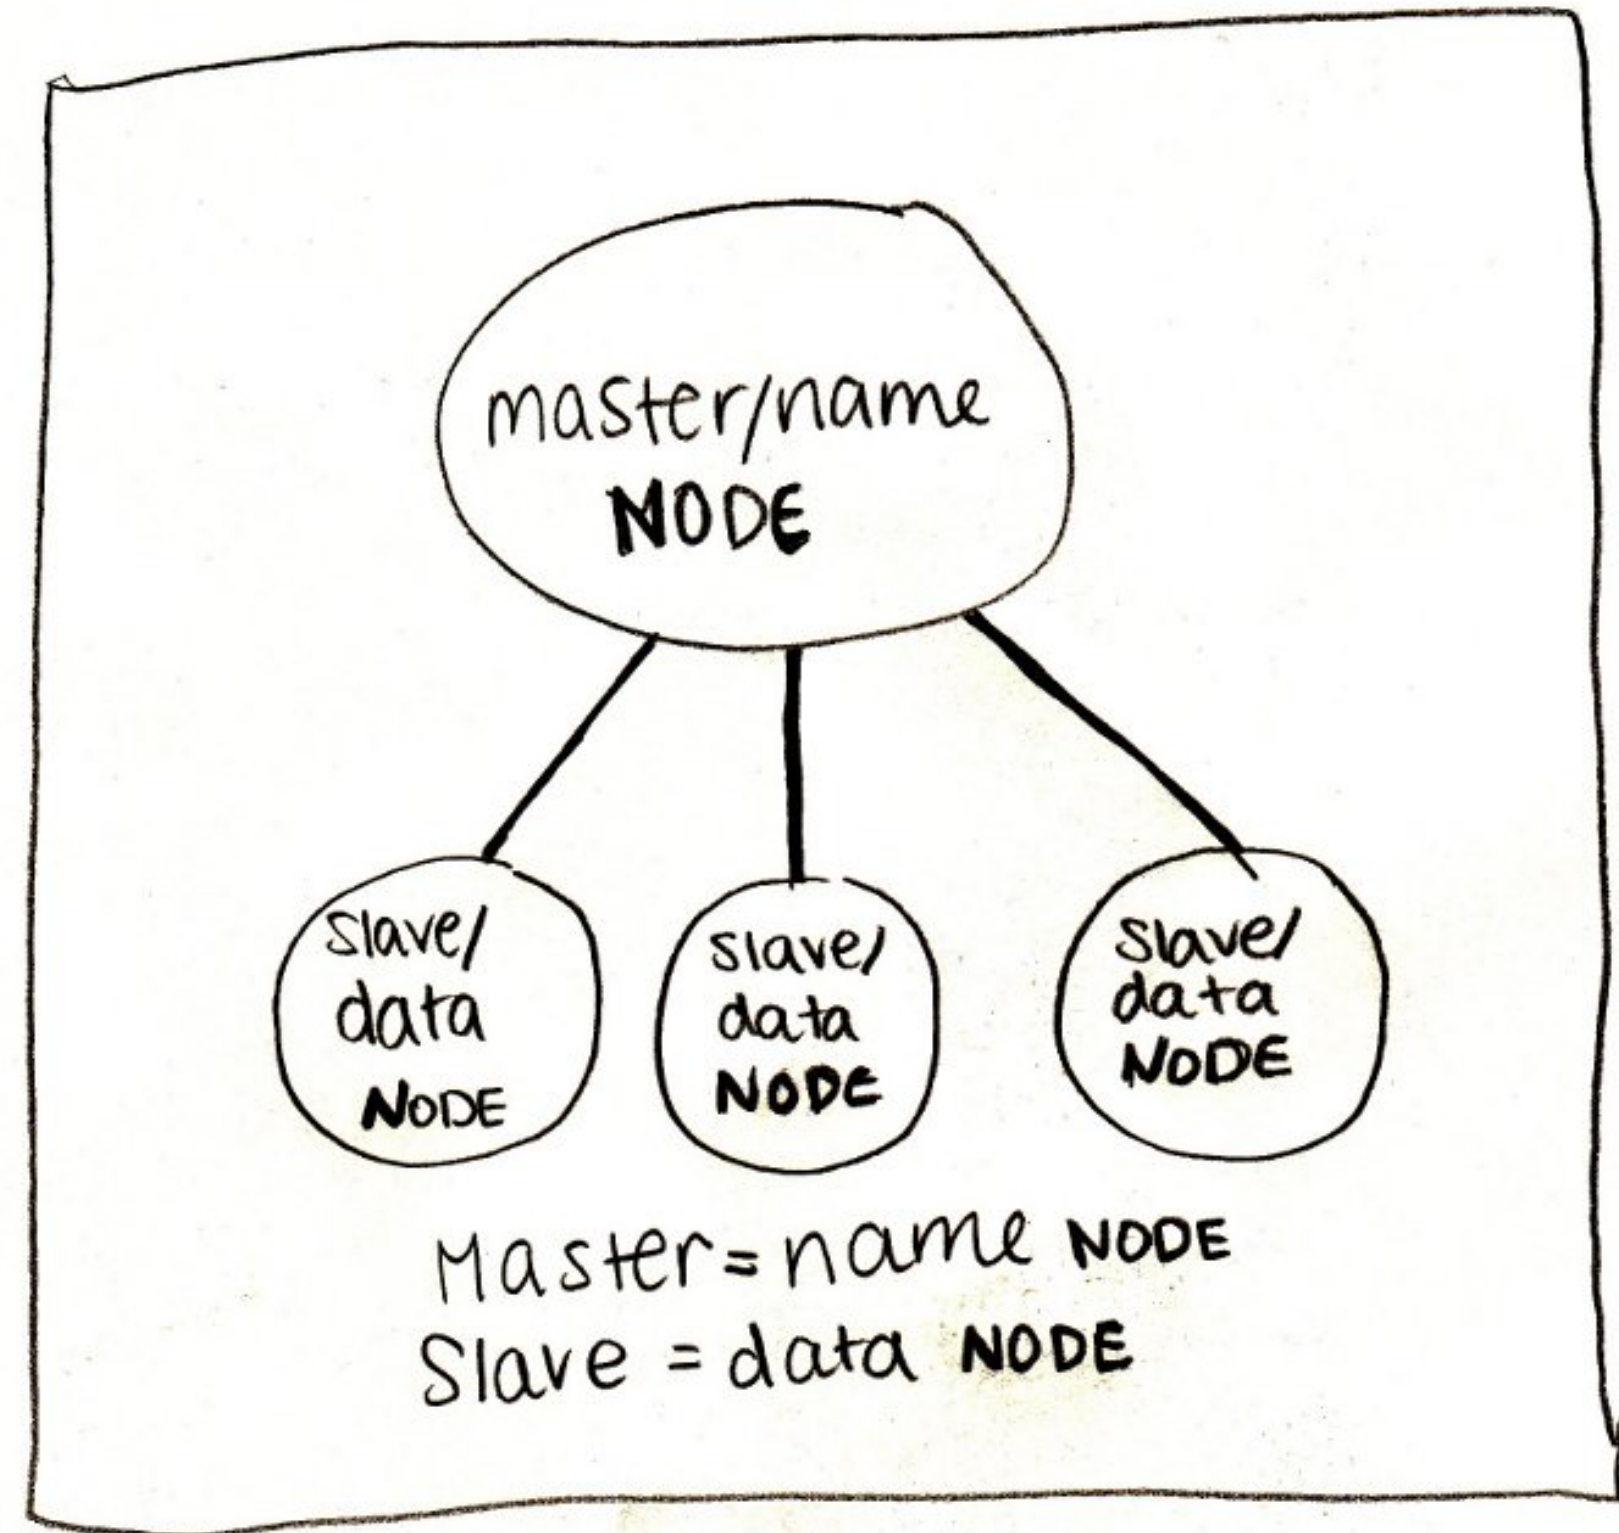 master/name
NODE
slave/
data
NODE
slave/
data
NODE
slave/
data
NODE
Master = name NODE
Slave = data NODE